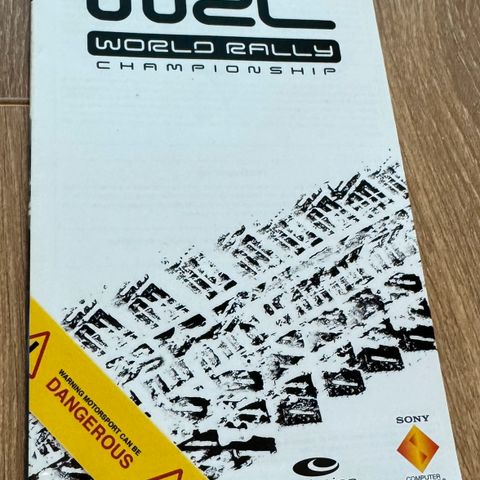 WORLD RALLY
CHAMPIONSHIP
WARNING MOTORSPORT CAN BE
DANGEROUS
SONY
COMPUTER